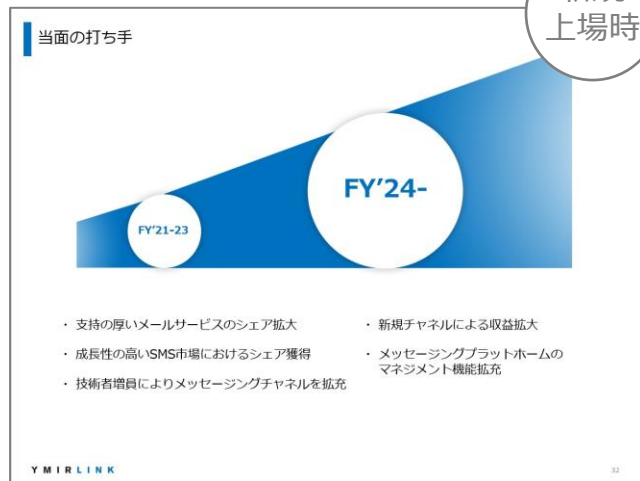 上場時
当面の打ち手
FY'24-
FY'21-23
・ 支持の厚いメールサービスのシェア拡大
・ 成長性の高いSMS市場におけるシェア獲得
・ 技術者増員によりメッセージングチャネルを拡充
・ 新規チャネルによる収益拡大
・ メッセージングプラットホームの
マネジメント機能拡充
YMIRLINK
32